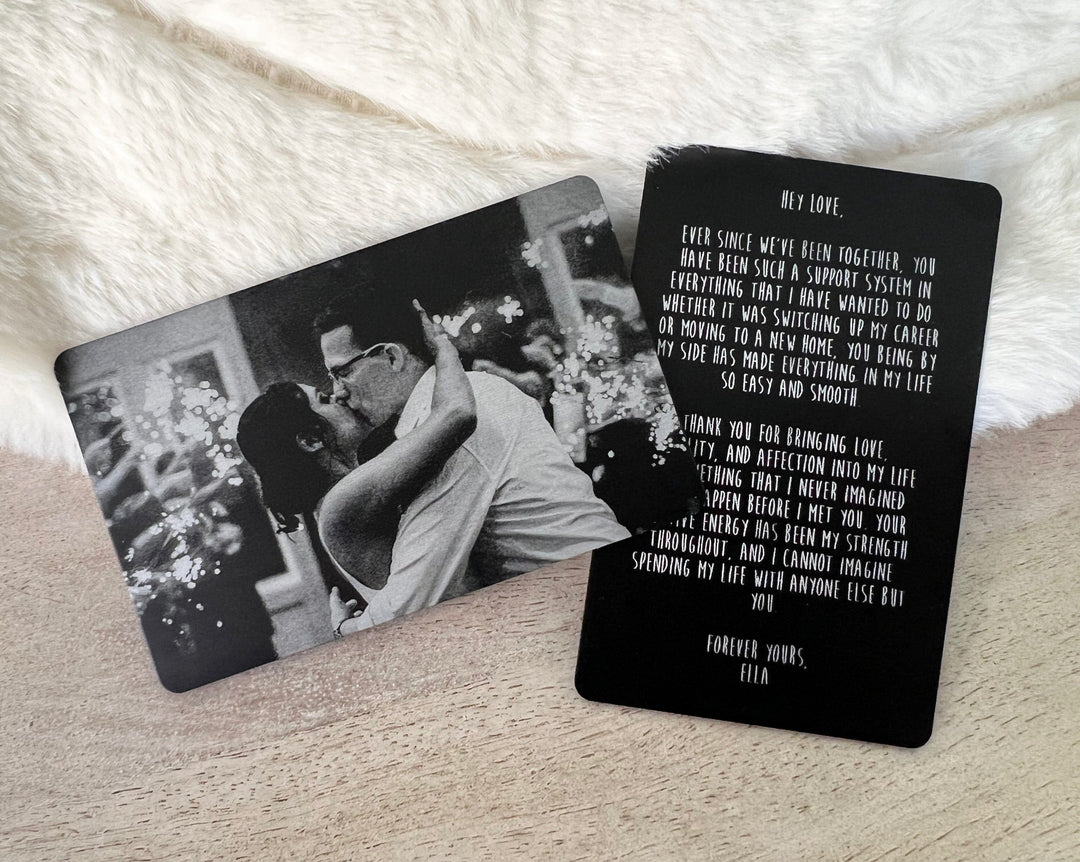 HEY LOVE,
EVER SINCE WE'VE BEEN TOGETHER, YOU
HAVE BEEN SUCH A SUPPORT SYSTEM IN
EVERYTHING THAT I HAVE WANTED TO DO
WHETHER IT WAS SWITCHING UP MY CAREER
OR MOVING TO A NEW HOME, YOU BEING BY
MY SIDE HAS MADE EVERYTHING IN MY LIFE
SO EASY AND SMOOTH
THANK YOU FOR BRINGING LOVE,
AND AFFECTION INTO MY LIFE
THAT I NEVER IMAGINED
BEFORE I MET YOU. YOUR
ENERGY HAS BEEN MY STRENGTH
THROUGHOUT, AND I CANNOT IMAGINE
SPENDING MY LIFE WITH ANYONE ELSE BUT
YOU
FOREVER YOURS,
ELLA